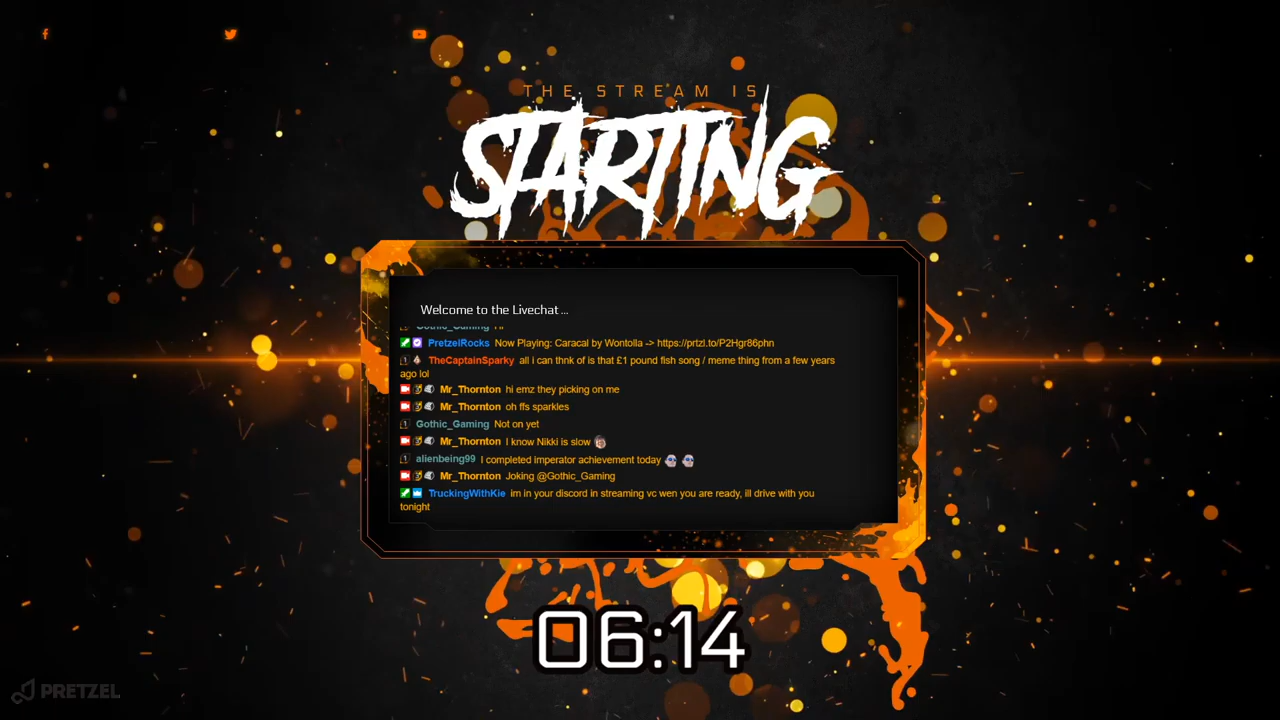 THE STREAM IS
STARTING
Welcome to the Livechat ...
Gothic_Gaming Hi
PretzelRocks Now Playing: Caracal by Wontolla -> https://prtzl.to/P2Hgr86phn
TheCaptainSparky all i can thnk of is that £1 pound fish song / meme thing from a few years
ago lol
Mr_Thornton hi emz they picking on me
Mr_Thornton oh ffs sparkles
Gothic_Gaming Not on yet
Mr_Thornton I know Nikki is slow
alienbeing99 I completed imperator achievement today
Mr_Thornton Joking @Gothic_Gaming
TruckingWithKie im in your discord in streaming vc wen you are ready, ill drive with you
tonight
06:14
PRETZEL